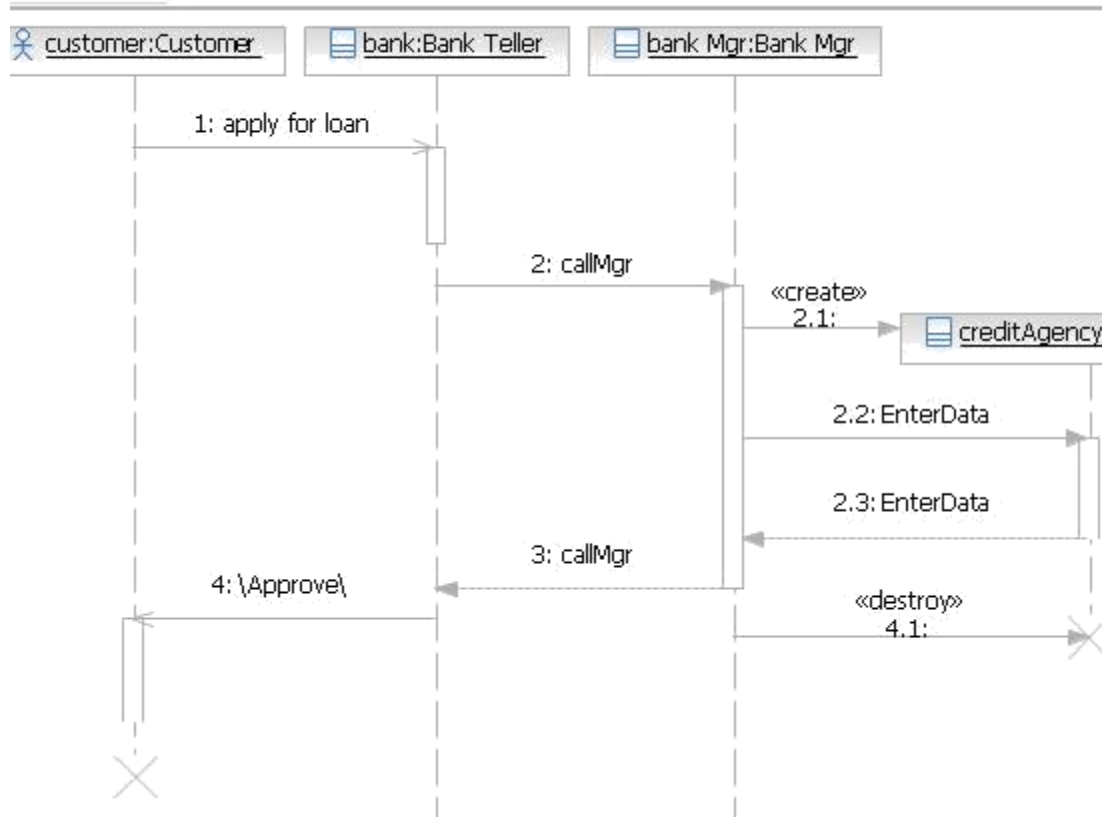 customer:Customer
bank:Bank Teller
bank Mgr:Bank Mgr
1: apply for loan
2: callMgr
«create»
2.1:
creditAgency
2.2: EnterData
2.3: EnterData
3: callMgr
4: \Approve\
«destroy»
4.1: